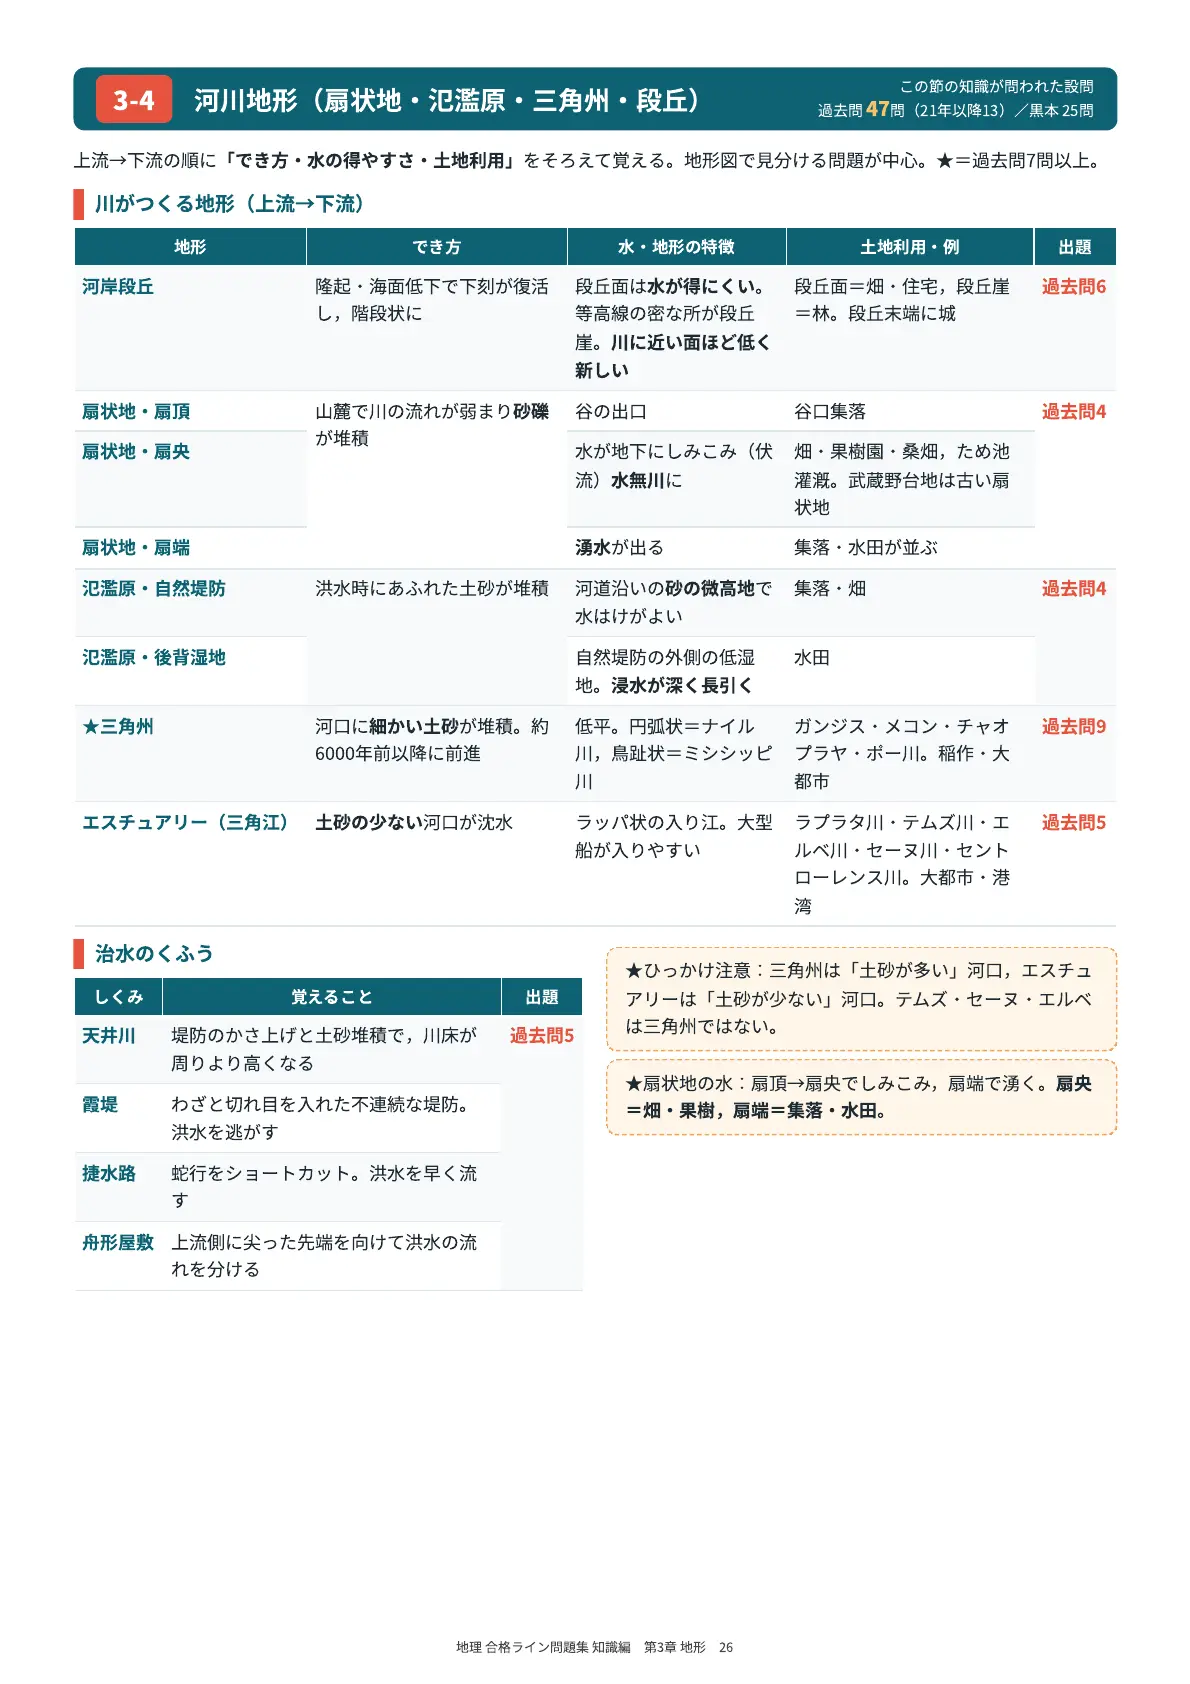 3-4 河川地形（扇状地・氾濫原・三角州・段丘）
この節の知識が問われた設問
過去問 47問（21年以降13）／黒本 25問
上流→下流の順に「でき方・水の得やすさ・土地利用」をそろえて覚える。地形図で見分ける問題が中心。★＝過去問7問以上。
川がつくる地形（上流→下流）
地形 でき方 水・地形の特徴 土地利用・例 出題
河岸段丘
隆起・海面低下で下刻が復活
し，階段状に
段丘面は水が得にくい。
等高線の密な所が段丘
崖。川に近い面ほど低く
新しい
段丘面＝畑・住宅，段丘崖
＝林。段丘末端に城
過去問6
扇状地・扇頂
山麓で川の流れが弱まり砂礫
が堆積
谷の出口
谷口集落
過去問4
扇状地・扇央
水が地下にしみこみ（伏
流）水無川に
畑・果樹園・桑畑，ため池
灌漑。武蔵野台地は古い扇
状地
扇状地・扇端
湧水が出る
集落・水田が並ぶ
氾濫原・自然堤防
洪水時にあふれた土砂が堆積
河道沿いの砂の微高地で
水はけがよい
集落・畑
過去問4
氾濫原・後背湿地
自然堤防の外側の低湿
地。浸水が深く長引く
水田
★三角州
河口に細かい土砂が堆積。約
6000年前以降に前進
低平。円弧状＝ナイル
川，鳥趾状＝ミシシッピ
川
ガンジス・メコン・チャオ
プラヤ・ポー川。稲作・大
都市
過去問9
エスチュアリー（三角江）
土砂の少ない河口が沈水
ラッパ状の入り江。大型
船が入りやすい
ラプラタ川・テムズ川・エ
ルベ川・セーヌ川・セント
ローレンス川。大都市・港
湾
過去問5
治水のくふう
しくみ 覚えること 出題
天井川
堤防のかさ上げと土砂堆積で，川床が
周りより高くなる
過去問5
霞堤
わざと切れ目を入れた不連続な堤防。
洪水を逃がす
捷水路
蛇行をショートカット。洪水を早く流
す
舟形屋敷
上流側に尖った先端を向けて洪水の流
れを分ける
★ひっかけ注意：三角州は「土砂が多い」河口，エスチュ
アリーは「土砂が少ない」河口。テムズ・セーヌ・エルベ
は三角州ではない。
★扇状地の水：扇頂→扇央でしみこみ，扇端で湧く。扇央
＝畑・果樹，扇端＝集落・水田。
地理 合格ライン問題集 知識編　第3章 地形　26